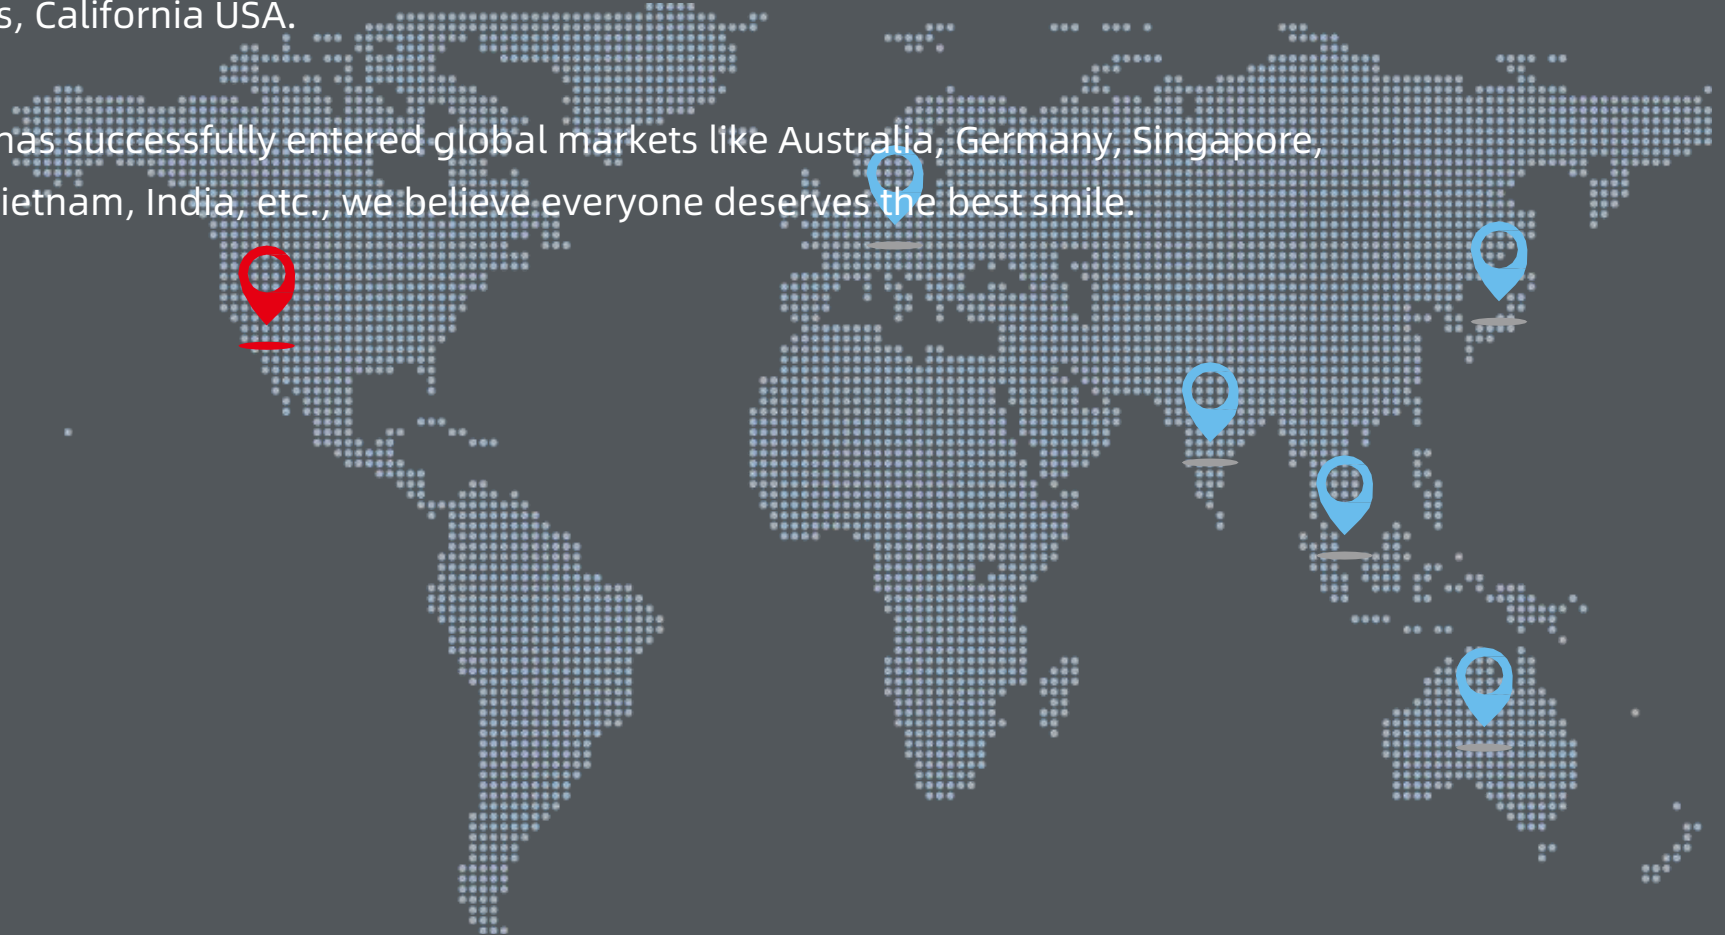 s, California USA.
has successfully entered global markets like Australia, Germany, Singapore,
ietnam, India, etc., we believe everyone deserves the best smile.